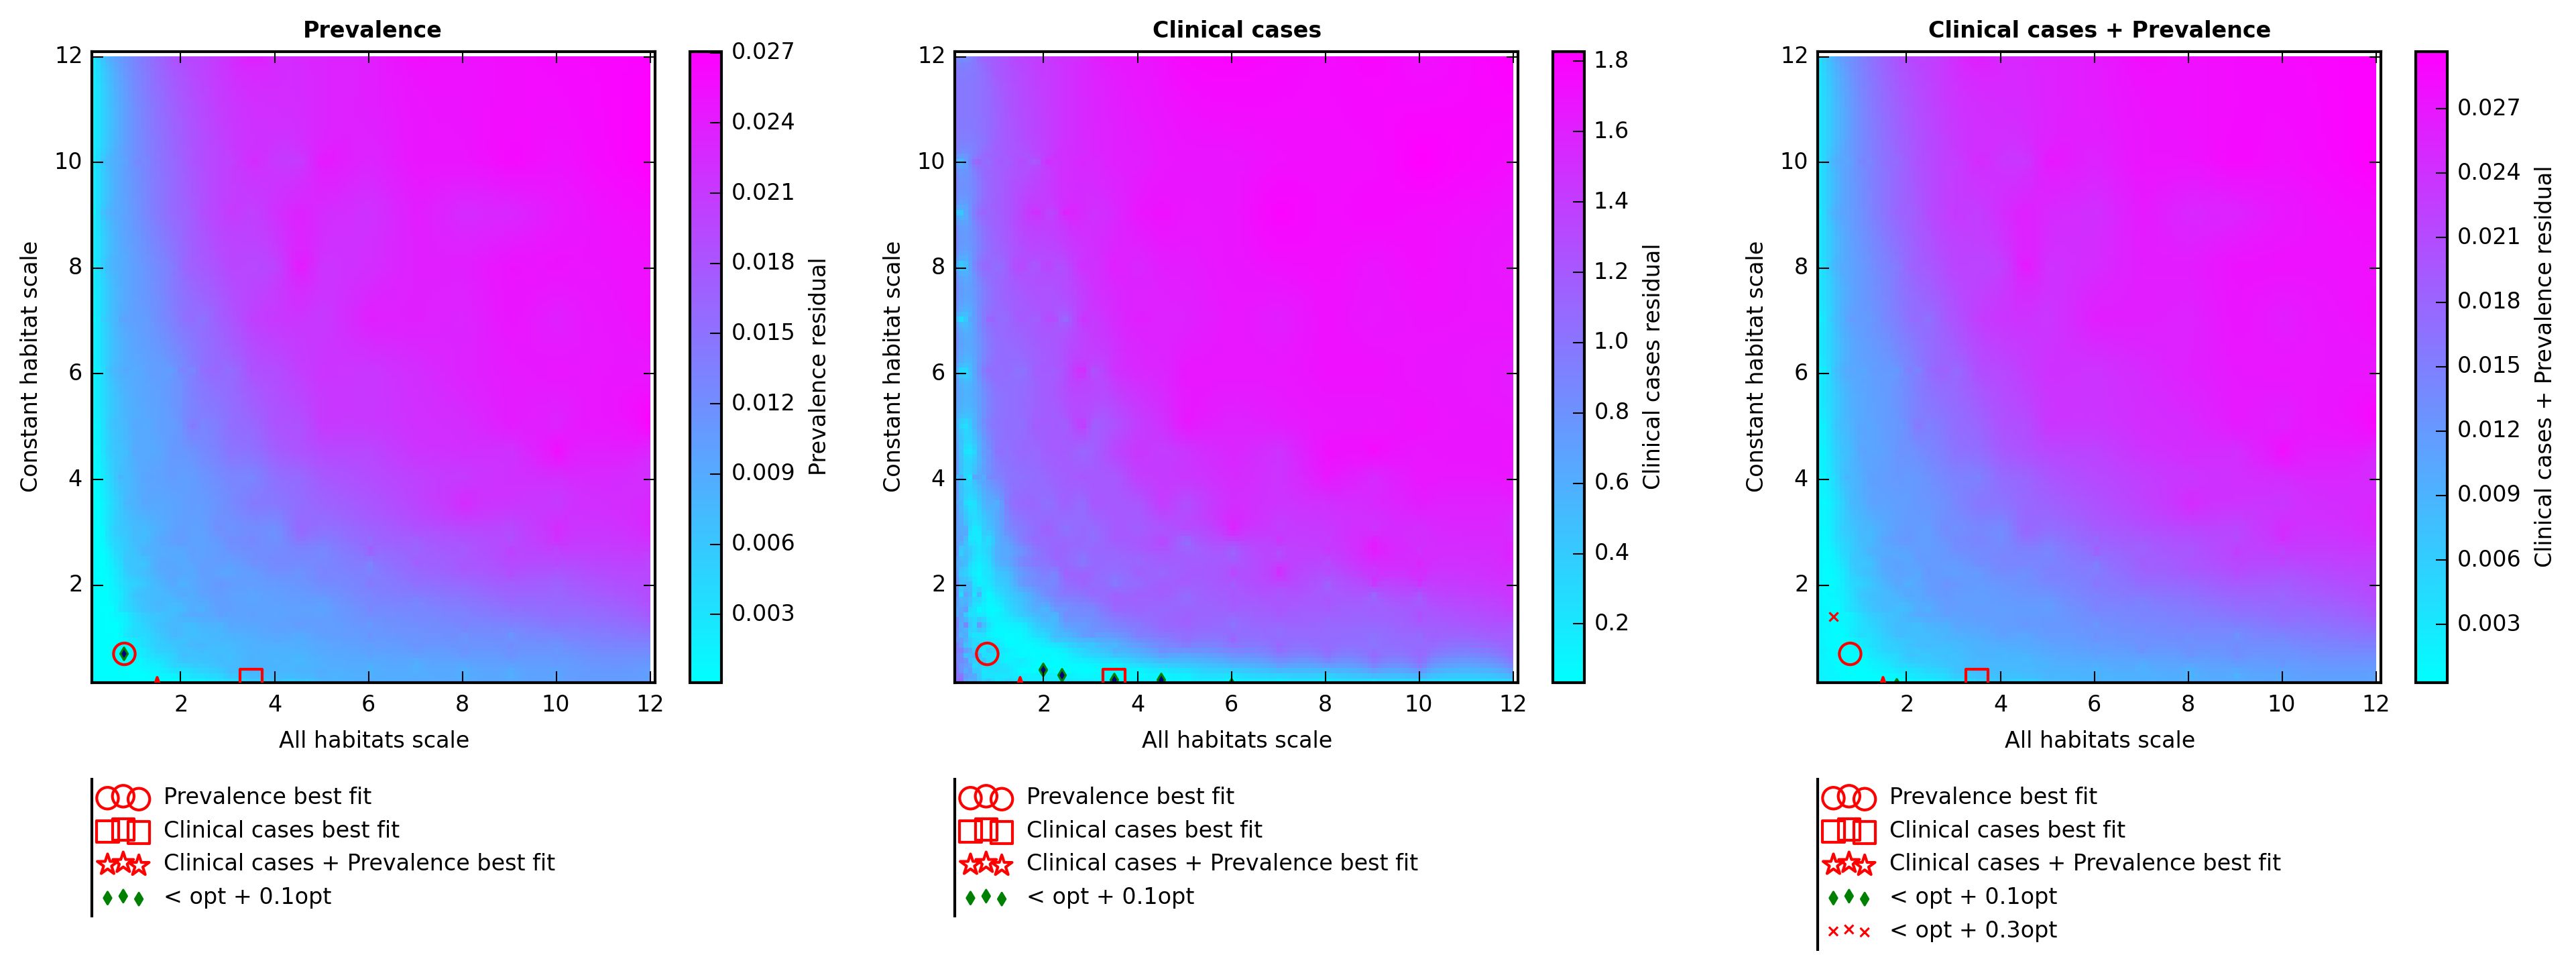 Prevalence
Constant habitat scale
12
10
8
6
4
2
2 4 6 8 10 12
All habitats scale
0.027
0.024
0.021
0.018
0.015
0.012
0.009
0.006
0.003
Prevalence residual
Prevalence best fit
Clinical cases best fit
Clinical cases + Prevalence best fit
< opt + 0.1opt
Clinical cases
Constant habitat scale
12
10
8
6
4
2
2 4 6 8 10 12
All habitats scale
1.8
1.6
1.4
1.2
1.0
0.8
0.6
0.4
0.2
Clinical cases residual
Prevalence best fit
Clinical cases best fit
Clinical cases + Prevalence best fit
< opt + 0.1opt
Clinical cases + Prevalence
Constant habitat scale
12
10
8
6
4
2
2 4 6 8 10 12
All habitats scale
0.027
0.024
0.021
0.018
0.015
0.012
0.009
0.006
0.003
Clinical cases + Prevalence residual
Prevalence best fit
Clinical cases best fit
Clinical cases + Prevalence best fit
< opt + 0.1opt
< opt + 0.3opt